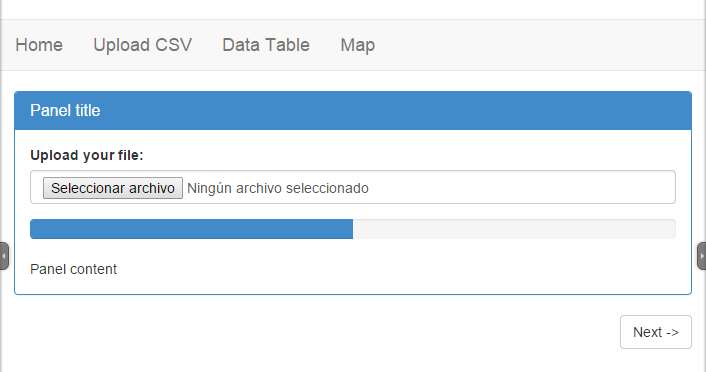 Home Upload CSV Data Table Map
Panel title
Upload your file:
Seleccionar archivo Ningún archivo seleccionado
Panel content
Next ->